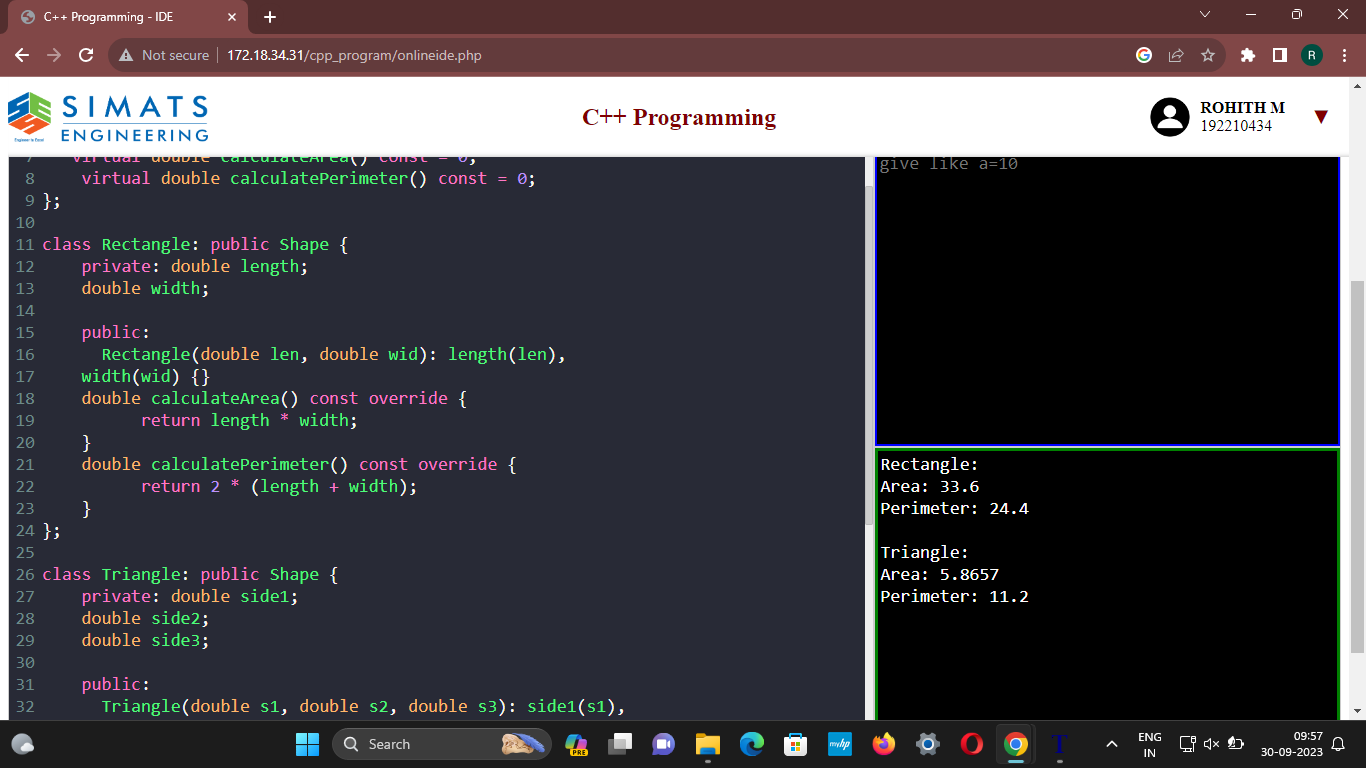 C++ Programming - IDE
Not secure
172.18.34.31/cpp_program/onlineide.php
R
SIMATS
ENGINEERING
Engineer to Excel
C++ Programming
ROHITH M
192210434
7 virtual double calculateArea() const = 0;
8 virtual double calculatePerimeter() const = 0;
9 };
10
11 class Rectangle: public Shape {
12 private: double length;
13 double width;
14
15 public:
16 Rectangle(double len, double wid): length(len),
17 width(wid) {}
18 double calculateArea() const override {
19 return length * width;
20 }
21 double calculatePerimeter() const override {
22 return 2 * (length + width);
23 }
24 };
25
26 class Triangle: public Shape {
27 private: double side1;
28 double side2;
29 double side3;
30
31 public:
32 Triangle(double s1, double s2, double s3): side1(s1),
give like a=10
Rectangle:
Area: 33.6
Perimeter: 24.4
Triangle:
Area: 5.8657
Perimeter: 11.2
Search
PRE
myhp
T
ENG
IN
09:57
30-09-2023